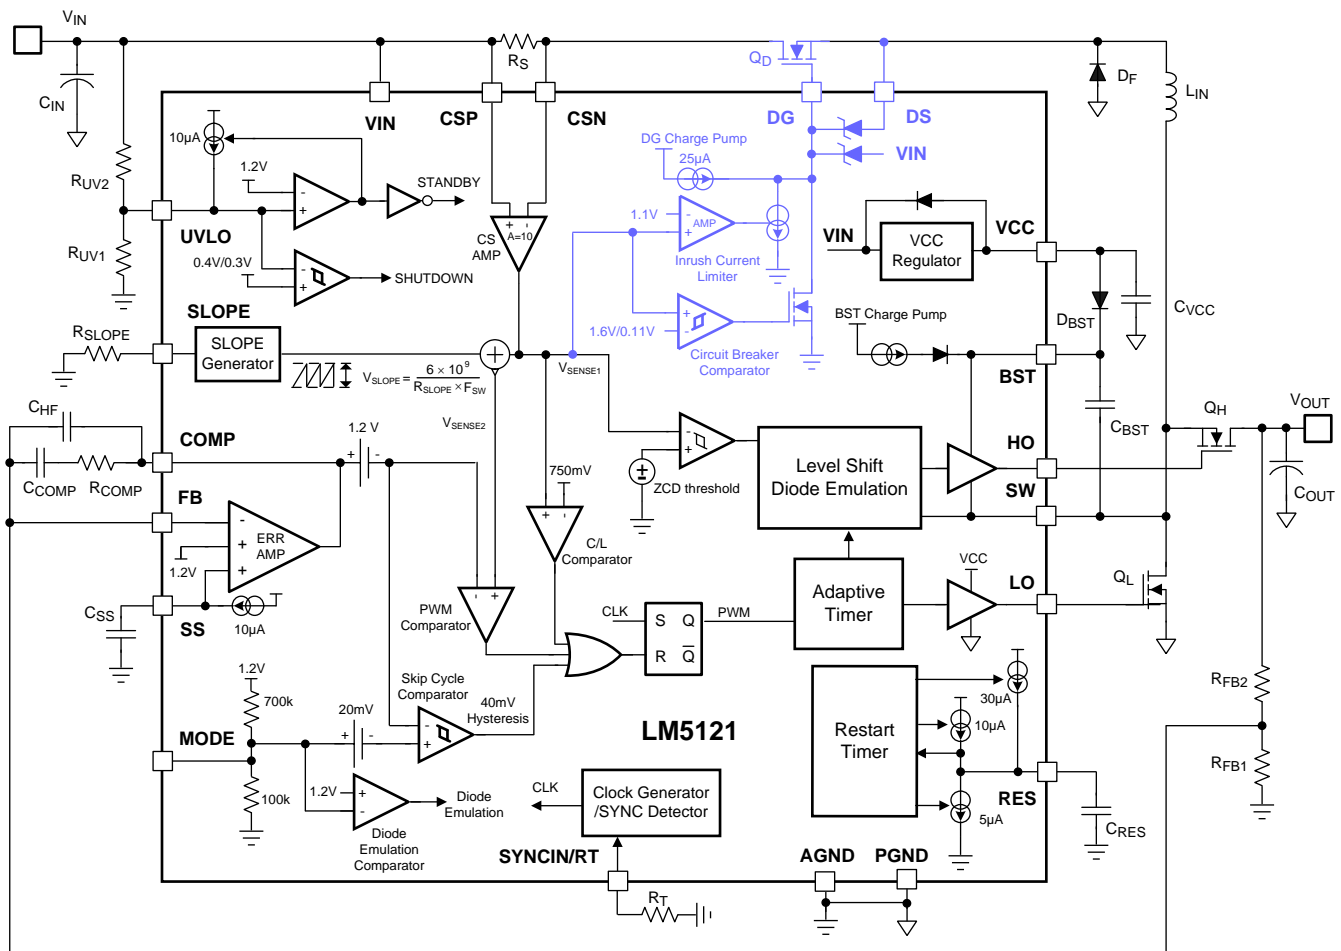 VIN
CIN
RS
QD
DF
LIN
VIN
CSP
CSN
DG
DS
10µA
DG Charge Pump
25µA
VIN
RUV2
1.2V
-
+
STANDBY
UVLO
+ -
A=10
CS
AMP
1.1V
-
+
AMP
Inrush Current
Limiter
VIN
VCC
Regulator
VCC
RUV1
0.4V/0.3V
-
+
SHUTDOWN
SLOPE
RSLOPE
SLOPE
Generator
VSLOPE = 6 × 10^9 / RSLOPE × FSW
+
VSENSE1
VSENSE2
+
-
1.6V/0.11V
Circuit Breaker
Comparator
BST Charge Pump
DBST
CVCC
BST
CHF
COMP
1.2 V
+ -
CCOMP
RCOMP
FB
750mV
+ -
C/L
Comparator
-
+
ZCD threshold
+
Level Shift
Diode Emulation
HO
SW
CBST
QH
VOUT
COUT
-
+
+
ERR
AMP
1.2V
CSS
SS
10µA
- +
PWM
Comparator
CLK
S Q
R Q̅
PWM
Adaptive
Timer
VCC
LO
QL
1.2V
700k
MODE
100k
20mV
+ -
Skip Cycle
Comparator
-
+
40mV
Hysteresis
1.2V
+
-
Diode
Emulation
Diode
Emulation
Comparator
LM5121
CLK
Clock Generator
/SYNC Detector
SYNCIN/RT
RT
Restart
Timer
30µA
10µA
5µA
RES
CRES
RFB2
RFB1
AGND
PGND